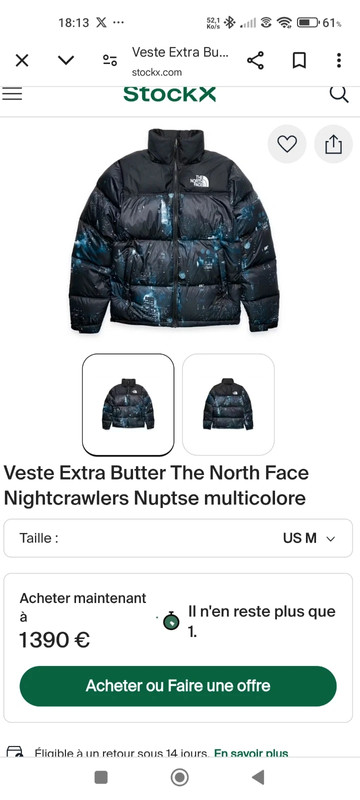 18:13 X ···
52,1
Ko/s
61%
Veste Extra Bu...
stockx.com
StockX
THE
NORTH
FACE
Veste Extra Butter The North Face
Nightcrawlers Nuptse multicolore
Taille :
US M
Acheter maintenant
à
1 390 €
Il n'en reste plus que
1.
Acheter ou Faire une offre
Éligible à un retour sous 14 jours. En savoir plus